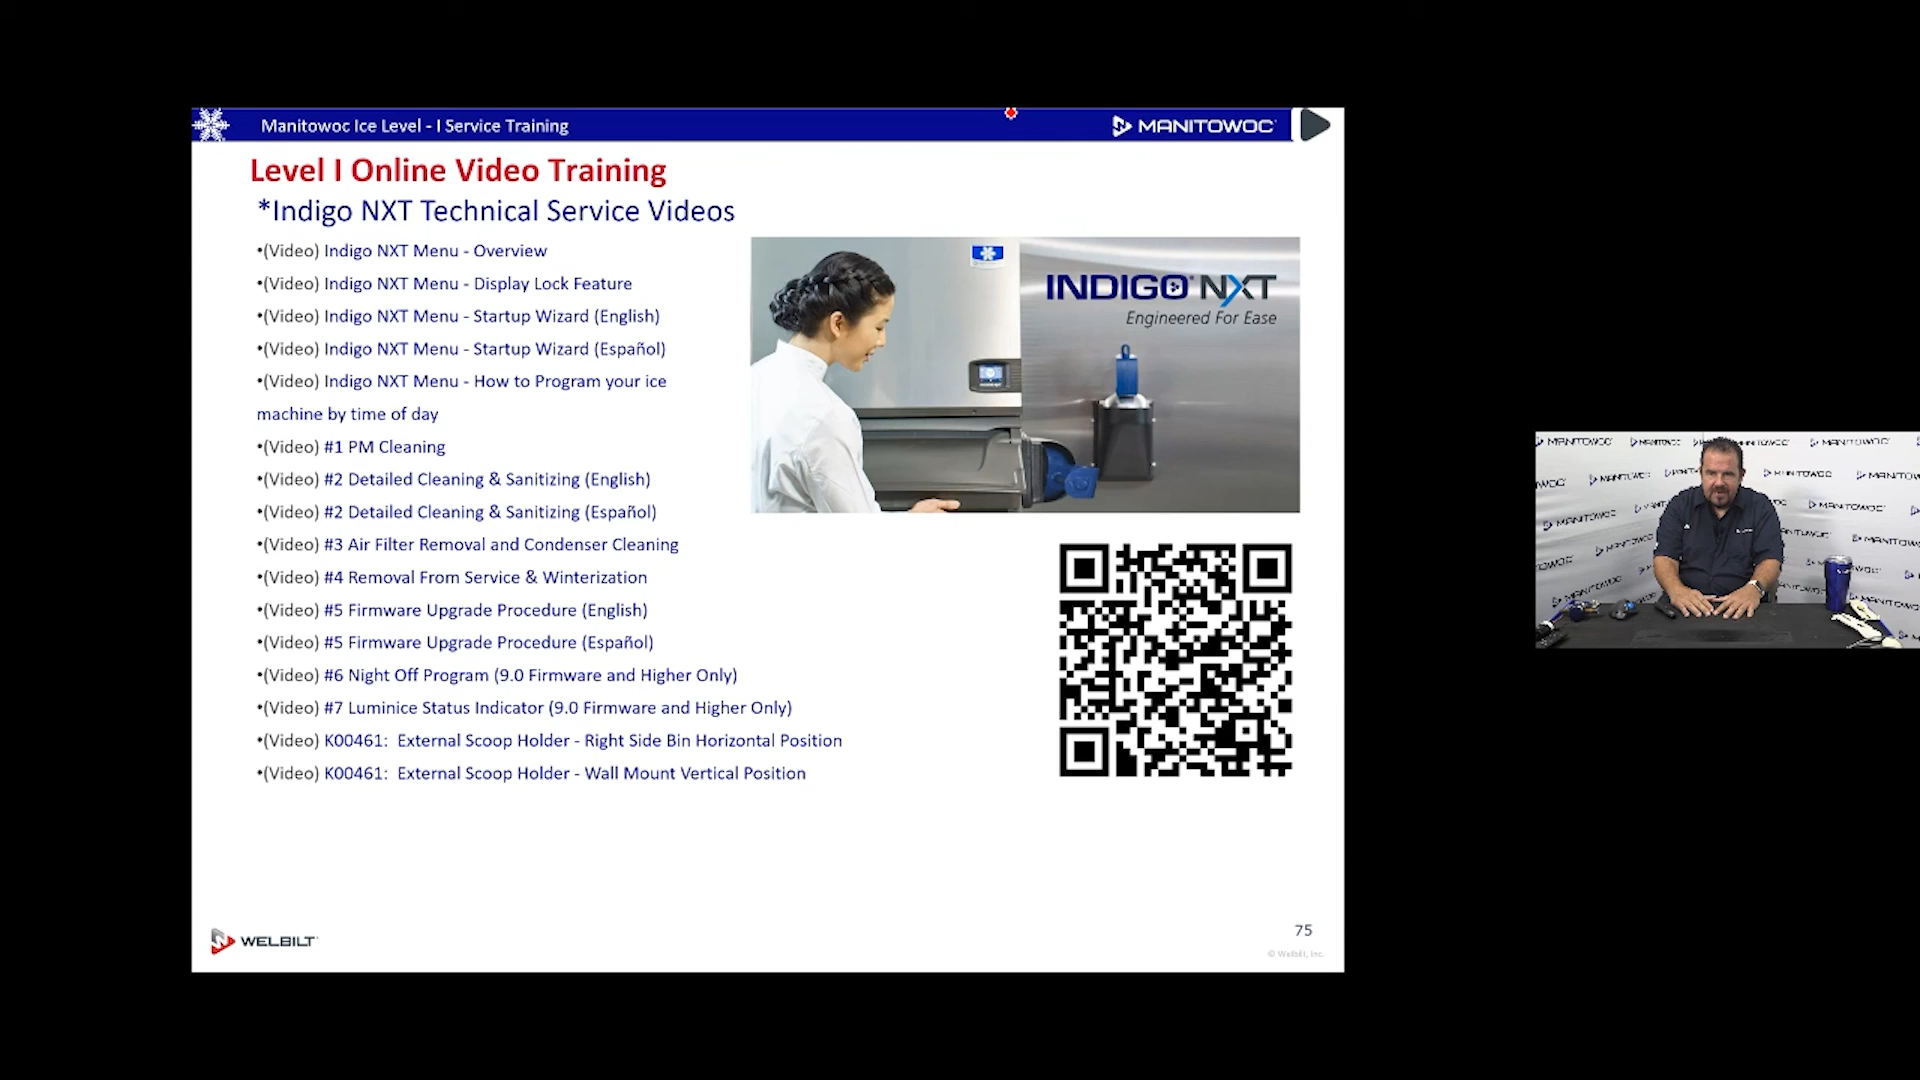 Manitowoc Ice Level - I Service Training
MANITOWOC
Level I Online Video Training
*Indigo NXT Technical Service Videos
•(Video) Indigo NXT Menu - Overview
•(Video) Indigo NXT Menu - Display Lock Feature
•(Video) Indigo NXT Menu - Startup Wizard (English)
•(Video) Indigo NXT Menu - Startup Wizard (Español)
•(Video) Indigo NXT Menu - How to Program your ice
machine by time of day
•(Video) #1 PM Cleaning
•(Video) #2 Detailed Cleaning & Sanitizing (English)
•(Video) #2 Detailed Cleaning & Sanitizing (Español)
•(Video) #3 Air Filter Removal and Condenser Cleaning
•(Video) #4 Removal From Service & Winterization
•(Video) #5 Firmware Upgrade Procedure (English)
•(Video) #5 Firmware Upgrade Procedure (Español)
•(Video) #6 Night Off Program (9.0 Firmware and Higher Only)
•(Video) #7 Luminice Status Indicator (9.0 Firmware and Higher Only)
•(Video) K00461:  External Scoop Holder - Right Side Bin Horizontal Position
•(Video) K00461:  External Scoop Holder - Wall Mount Vertical Position
INDIGO NXT
Engineered For Ease
WELBILT
75
© Welbilt, Inc.
MANITOWOC